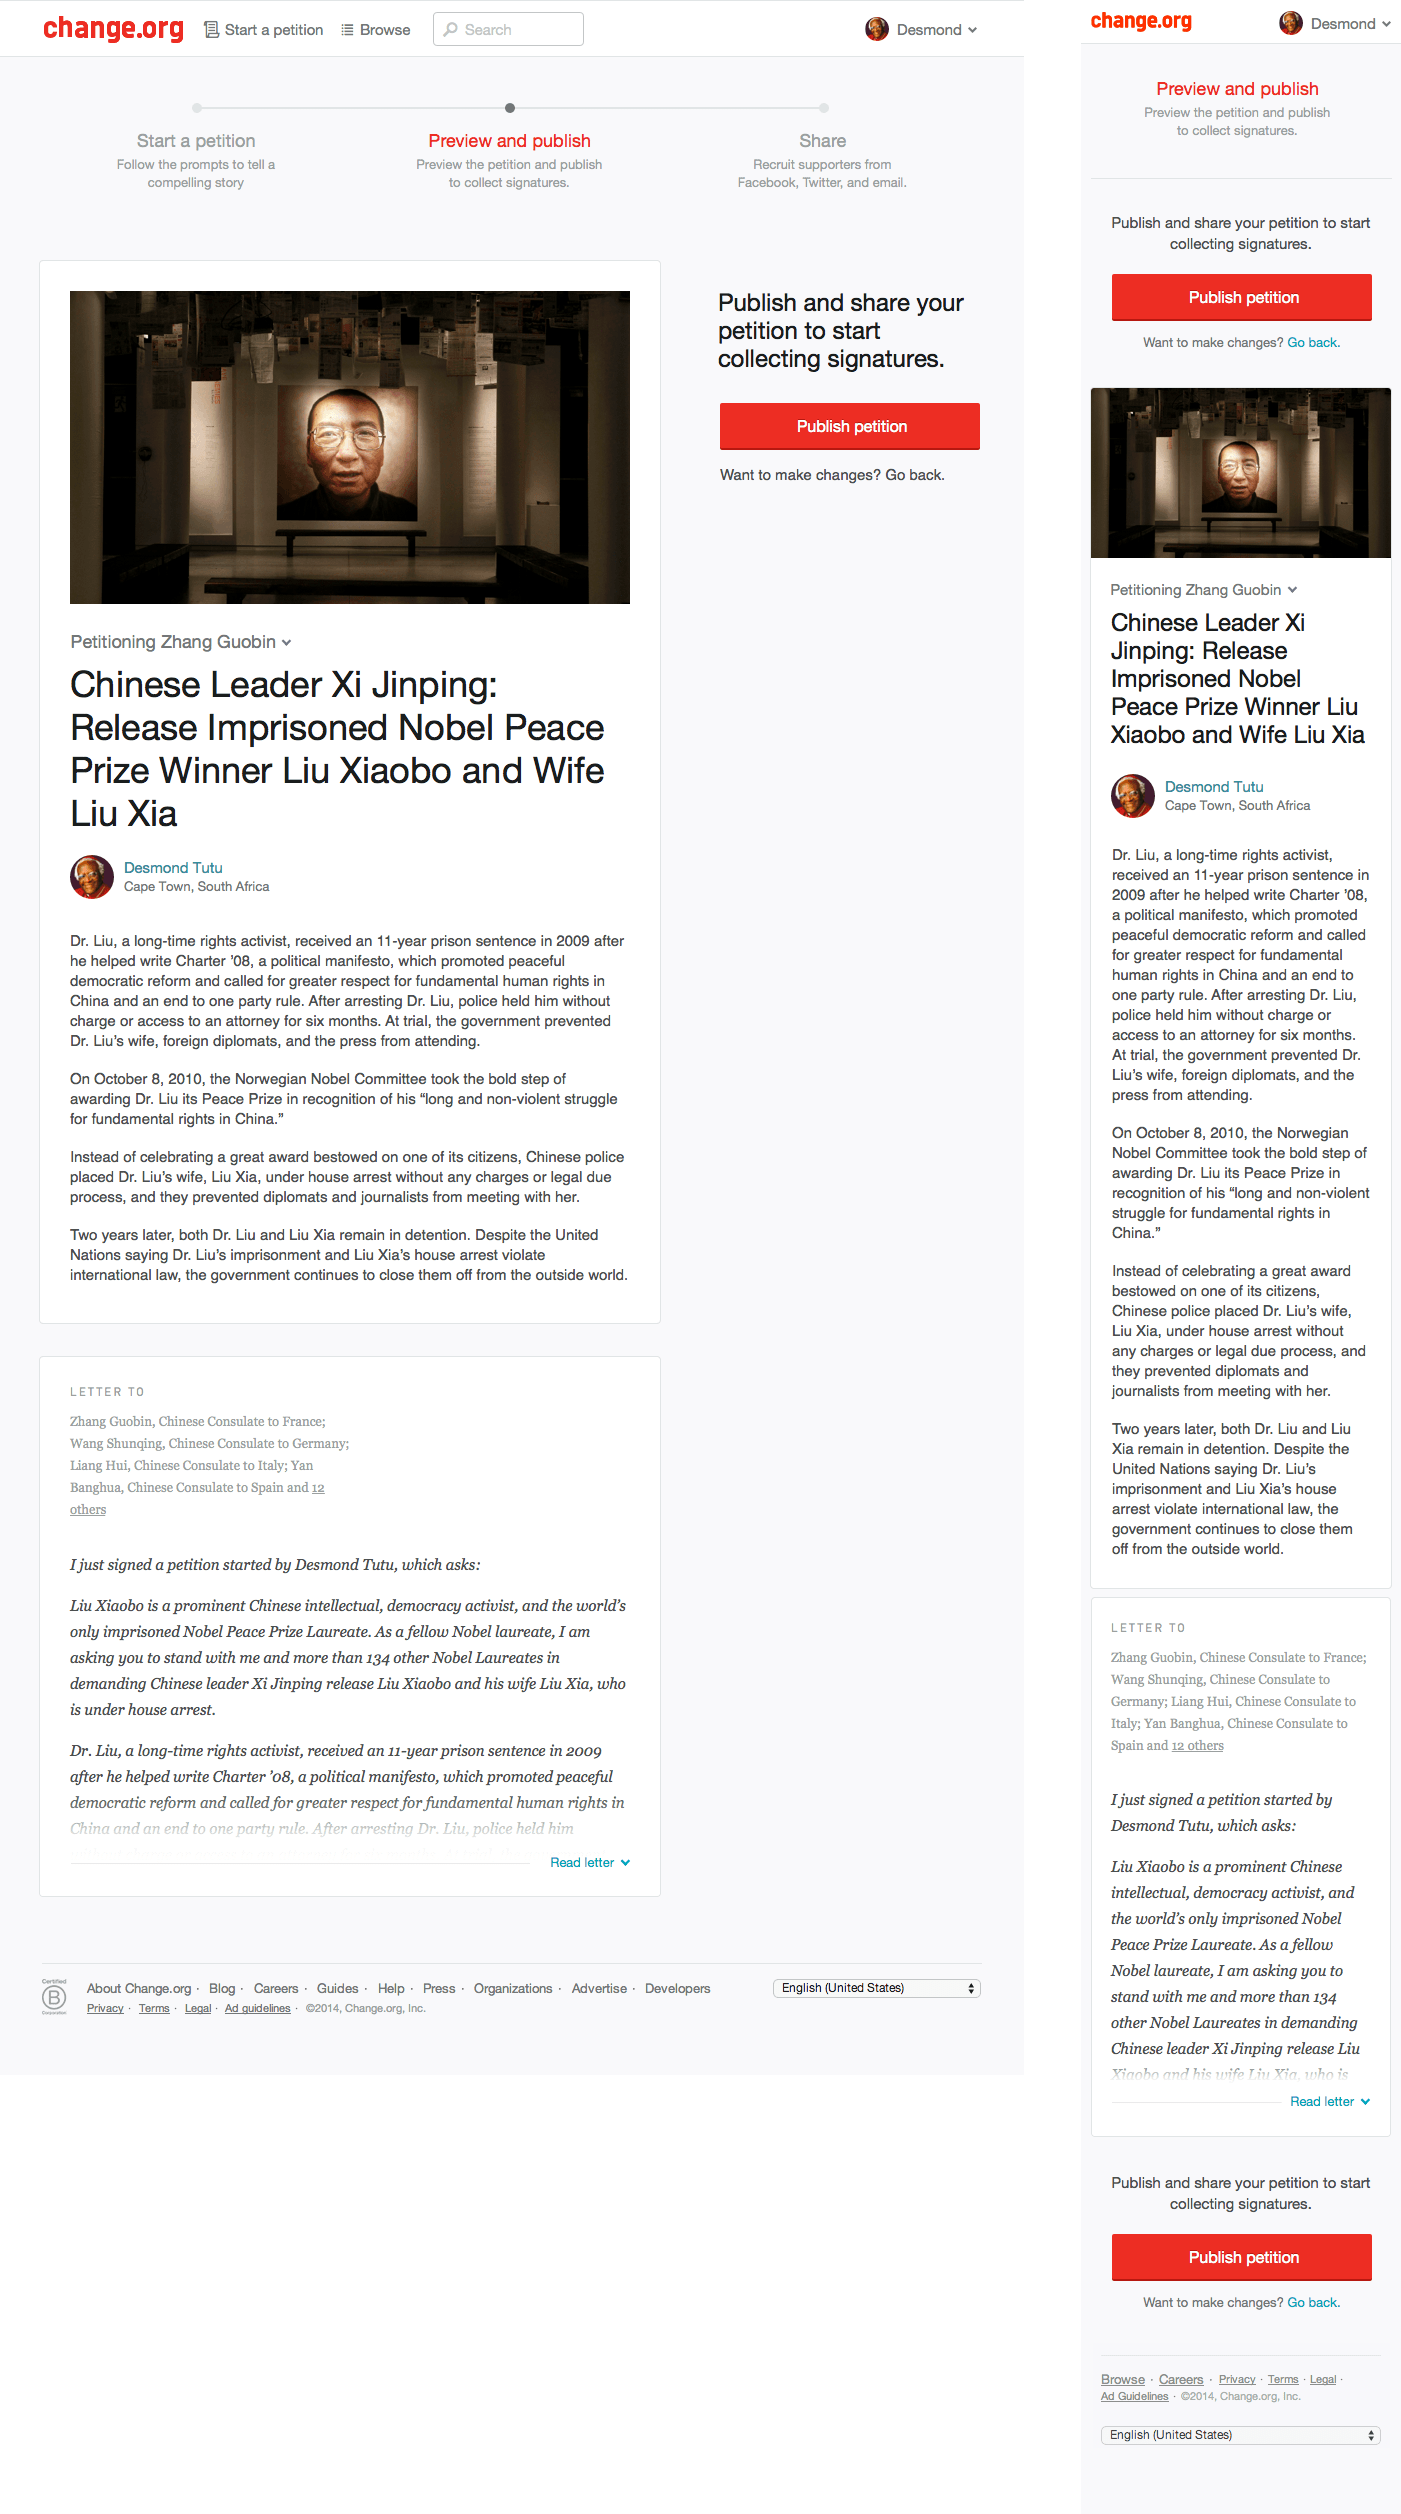 change.org Start a petition Browse Search Desmond
Start a petition
Follow the prompts to tell a
compelling story
Preview and publish
Preview the petition and publish
to collect signatures.
Share
Recruit supporters from
Facebook, Twitter, and email.
Publish and share your
petition to start
collecting signatures.
Publish petition
Want to make changes? Go back.
Petitioning Zhang Guobin
Chinese Leader Xi Jinping:
Release Imprisoned Nobel Peace
Prize Winner Liu Xiaobo and Wife
Liu Xia
Desmond Tutu
Cape Town, South Africa
Dr. Liu, a long-time rights activist, received an 11-year prison sentence in 2009 after
he helped write Charter ’08, a political manifesto, which promoted peaceful
democratic reform and called for greater respect for fundamental human rights in
China and an end to one party rule. After arresting Dr. Liu, police held him without
charge or access to an attorney for six months. At trial, the government prevented
Dr. Liu’s wife, foreign diplomats, and the press from attending.
On October 8, 2010, the Norwegian Nobel Committee took the bold step of
awarding Dr. Liu its Peace Prize in recognition of his “long and non-violent struggle
for fundamental rights in China.”
Instead of celebrating a great award bestowed on one of its citizens, Chinese police
placed Dr. Liu’s wife, Liu Xia, under house arrest without any charges or legal due
process, and they prevented diplomats and journalists from meeting with her.
Two years later, both Dr. Liu and Liu Xia remain in detention. Despite the United
Nations saying Dr. Liu’s imprisonment and Liu Xia’s house arrest violate
international law, the government continues to close them off from the outside world.
LETTER TO
Zhang Guobin, Chinese Consulate to France;
Wang Shunqing, Chinese Consulate to Germany;
Liang Hui, Chinese Consulate to Italy; Yan
Banghua, Chinese Consulate to Spain and 12
others
I just signed a petition started by Desmond Tutu, which asks:
Liu Xiaobo is a prominent Chinese intellectual, democracy activist, and the world’s
only imprisoned Nobel Peace Prize Laureate. As a fellow Nobel laureate, I am
asking you to stand with me and more than 134 other Nobel Laureates in
demanding Chinese leader Xi Jinping release Liu Xiaobo and his wife Liu Xia, who
is under house arrest.
Dr. Liu, a long-time rights activist, received an 11-year prison sentence in 2009
after he helped write Charter ’08, a political manifesto, which promoted peaceful
democratic reform and called for greater respect for fundamental human rights in
China and an end to one party rule. After arresting Dr. Liu, police held him
Read letter
Certified
B
Corporation
About Change.org · Blog · Careers · Guides · Help · Press · Organizations · Advertise · Developers
Privacy · Terms · Legal · Ad guidelines · ©2014, Change.org, Inc.
English (United States)
change.org Desmond
Preview and publish
Preview the petition and publish
to collect signatures.
Publish and share your petition to start
collecting signatures.
Publish petition
Want to make changes? Go back.
Petitioning Zhang Guobin
Chinese Leader Xi
Jinping: Release
Imprisoned Nobel
Peace Prize Winner Liu
Xiaobo and Wife Liu Xia
Desmond Tutu
Cape Town, South Africa
Dr. Liu, a long-time rights activist,
received an 11-year prison sentence in
2009 after he helped write Charter ’08,
a political manifesto, which promoted
peaceful democratic reform and called
for greater respect for fundamental
human rights in China and an end to
one party rule. After arresting Dr. Liu,
police held him without charge or
access to an attorney for six months.
At trial, the government prevented Dr.
Liu’s wife, foreign diplomats, and the
press from attending.
On October 8, 2010, the Norwegian
Nobel Committee took the bold step of
awarding Dr. Liu its Peace Prize in
recognition of his “long and non-violent
struggle for fundamental rights in
China.”
Instead of celebrating a great award
bestowed on one of its citizens,
Chinese police placed Dr. Liu’s wife,
Liu Xia, under house arrest without
any charges or legal due process, and
they prevented diplomats and
journalists from meeting with her.
Two years later, both Dr. Liu and Liu
Xia remain in detention. Despite the
United Nations saying Dr. Liu’s
imprisonment and Liu Xia’s house
arrest violate international law, the
government continues to close them
off from the outside world.
LETTER TO
Zhang Guobin, Chinese Consulate to France;
Wang Shunqing, Chinese Consulate to
Germany; Liang Hui, Chinese Consulate to
Italy; Yan Banghua, Chinese Consulate to
Spain and 12 others
I just signed a petition started by
Desmond Tutu, which asks:
Liu Xiaobo is a prominent Chinese
intellectual, democracy activist, and
the world’s only imprisoned Nobel
Peace Prize Laureate. As a fellow
Nobel laureate, I am asking you to
stand with me and more than 134
other Nobel Laureates in demanding
Chinese leader Xi Jinping release Liu
Xiaobo and his wife Liu Xia, who is
Read letter
Publish and share your petition to start
collecting signatures.
Publish petition
Want to make changes? Go back.
Browse · Careers · Privacy · Terms · Legal ·
Ad Guidelines · ©2014, Change.org, Inc.
English (United States)